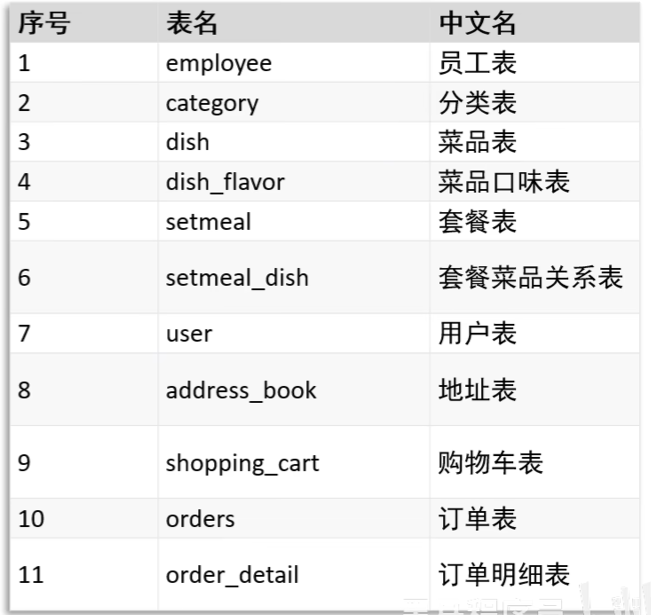 序号 表名 中文名
1 employee 员工表
2 category 分类表
3 dish 菜品表
4 dish_flavor 菜品口味表
5 setmeal 套餐表
6 setmeal_dish 套餐菜品关系表
7 user 用户表
8 address_book 地址表
9 shopping_cart 购物车表
10 orders 订单表
11 order_detail 订单明细表